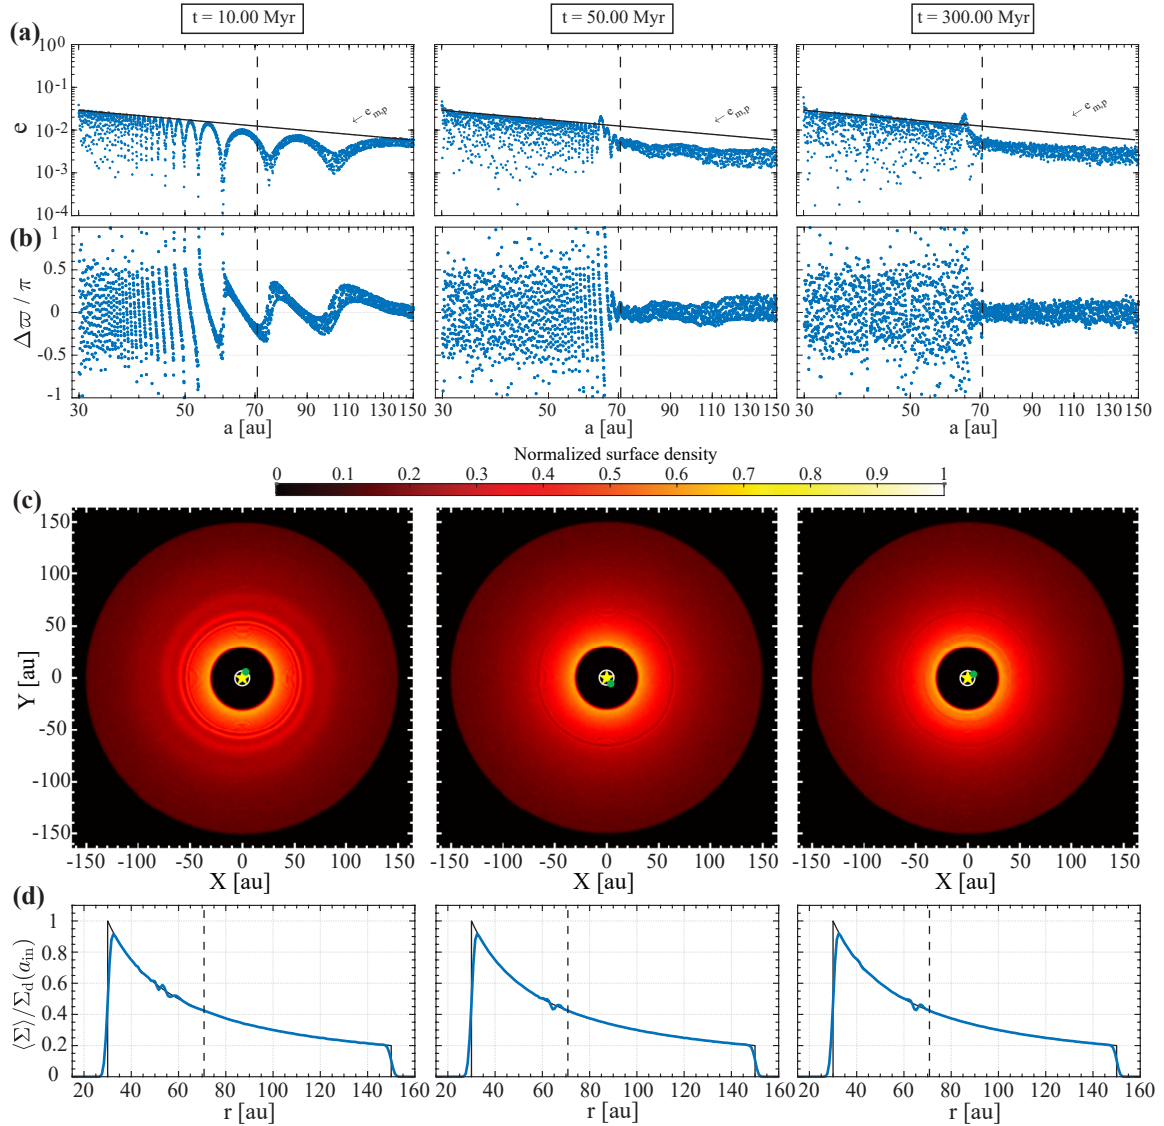 t = 10.00 Myr t = 50.00 Myr t = 300.00 Myr
(a)
e
10^0
10^-1
10^-2
10^-3
10^-4
← e_m,p ← e_m,p ← e_m,p
(b)
Δϖ / π
1
0.5
0
-0.5
-1
30 50 70 90 110 130 150 30 50 70 90 110 130 150 30 50 70 90 110 130 150
a [au] a [au] a [au]
Normalized surface density
0 0.1 0.2 0.3 0.4 0.5 0.6 0.7 0.8 0.9 1
(c)
Y [au]
150
100
50
0
-50
-100
-150
-150 -100 -50 0 50 100 150 -150 -100 -50 0 50 100 150 -150 -100 -50 0 50 100 150
X [au] X [au] X [au]
(d)
⟨Σ⟩/Σ_d(a_in)
1
0.8
0.6
0.4
0.2
0
20 40 60 80 100 120 140 160 20 40 60 80 100 120 140 160 20 40 60 80 100 120 140 160
r [au] r [au] r [au]